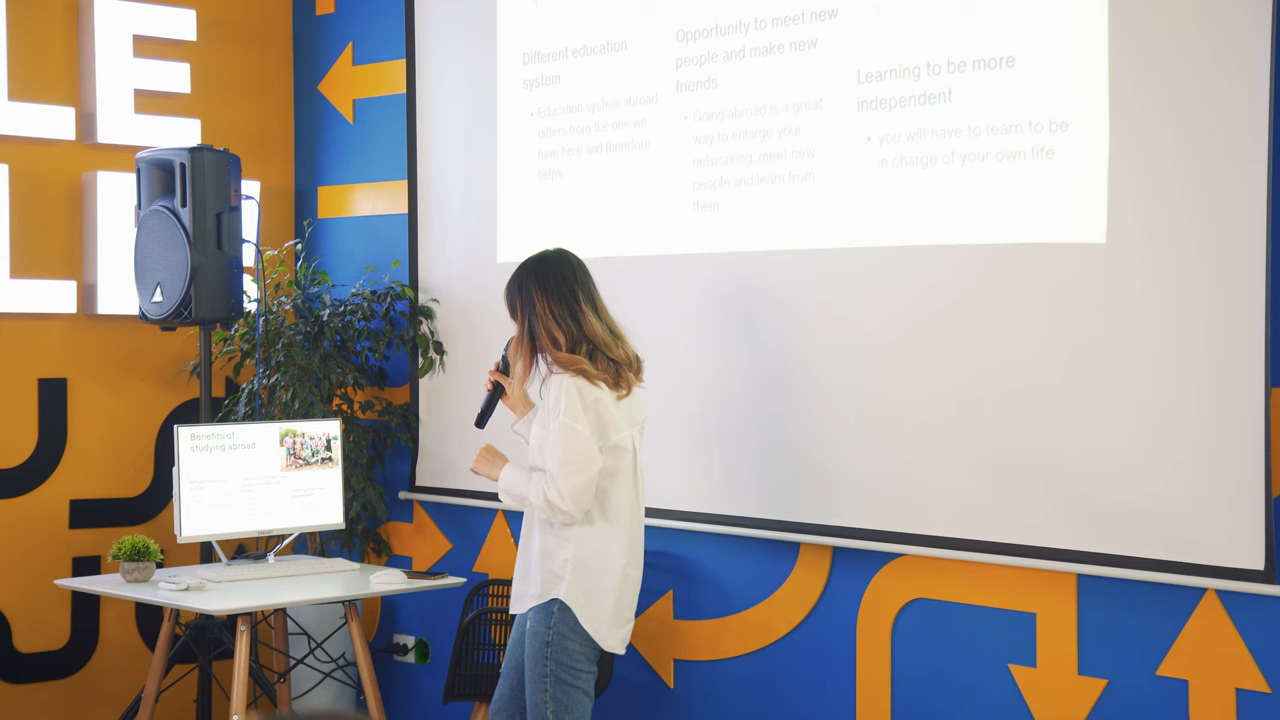 LE
Different education
system
• Education system abroad
differs from the one we
have here and therefore
helps.
Opportunity to meet new
people and make new
friends
• Going abroad is a great
way to enlarge your
networking, meet new
people and learn from
them
Learning to be more
independent
• you will have to learn to be
in charge of your own life
Benefits of
studying abroad